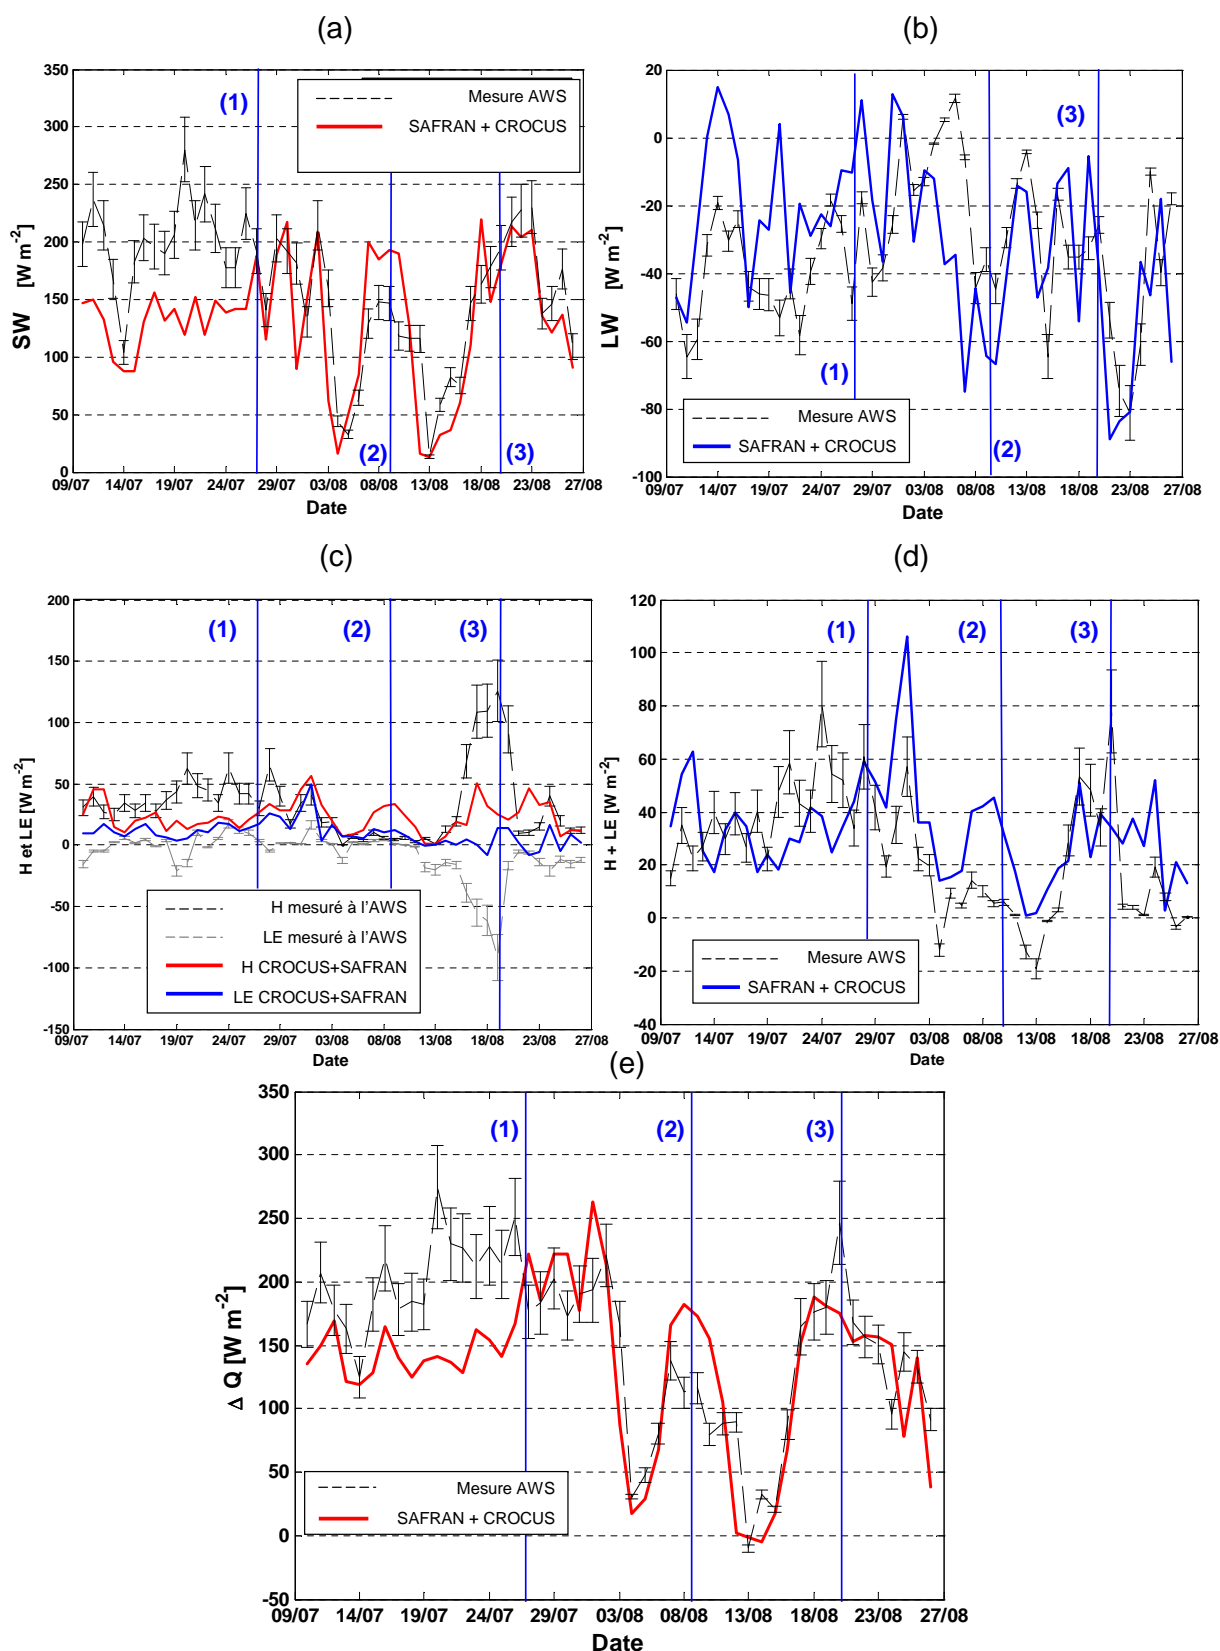 (a)
350
300
250
200
150
100
50
0
SW [W m-2]
(1)
(2)
(3)
Mesure AWS
SAFRAN + CROCUS
09/07 14/07 19/07 24/07 29/07 03/08 08/08 13/08 18/08 23/08 27/08
Date
(b)
20
0
-20
-40
-60
-80
-100
LW [W m-2]
(3)
(1)
(2)
Mesure AWS
SAFRAN + CROCUS
09/07 14/07 19/07 24/07 29/07 03/08 08/08 13/08 18/08 23/08 27/08
Date
(c)
200
150
100
50
0
-50
-100
-150
H et LE [W m-2]
(1)
(2)
(3)
H mesuré à l'AWS
LE mesuré à l'AWS
H CROCUS+SAFRAN
LE CROCUS+SAFRAN
09/07 14/07 19/07 24/07 29/07 03/08 08/08 13/08 18/08 23/08 27/08
Date
(d)
120
100
80
60
40
20
0
-20
-40
H + LE [W m-2]
(1)
(2)
(3)
Mesure AWS
SAFRAN + CROCUS
09/07 14/07 19/07 24/07 29/07 03/08 08/08 13/08 18/08 23/08 27/08
Date
(e)
350
300
250
200
150
100
50
0
-50
Δ Q [W m-2]
(1)
(2)
(3)
Mesure AWS
SAFRAN + CROCUS
09/07 14/07 19/07 24/07 29/07 03/08 08/08 13/08 18/08 23/08 27/08
Date